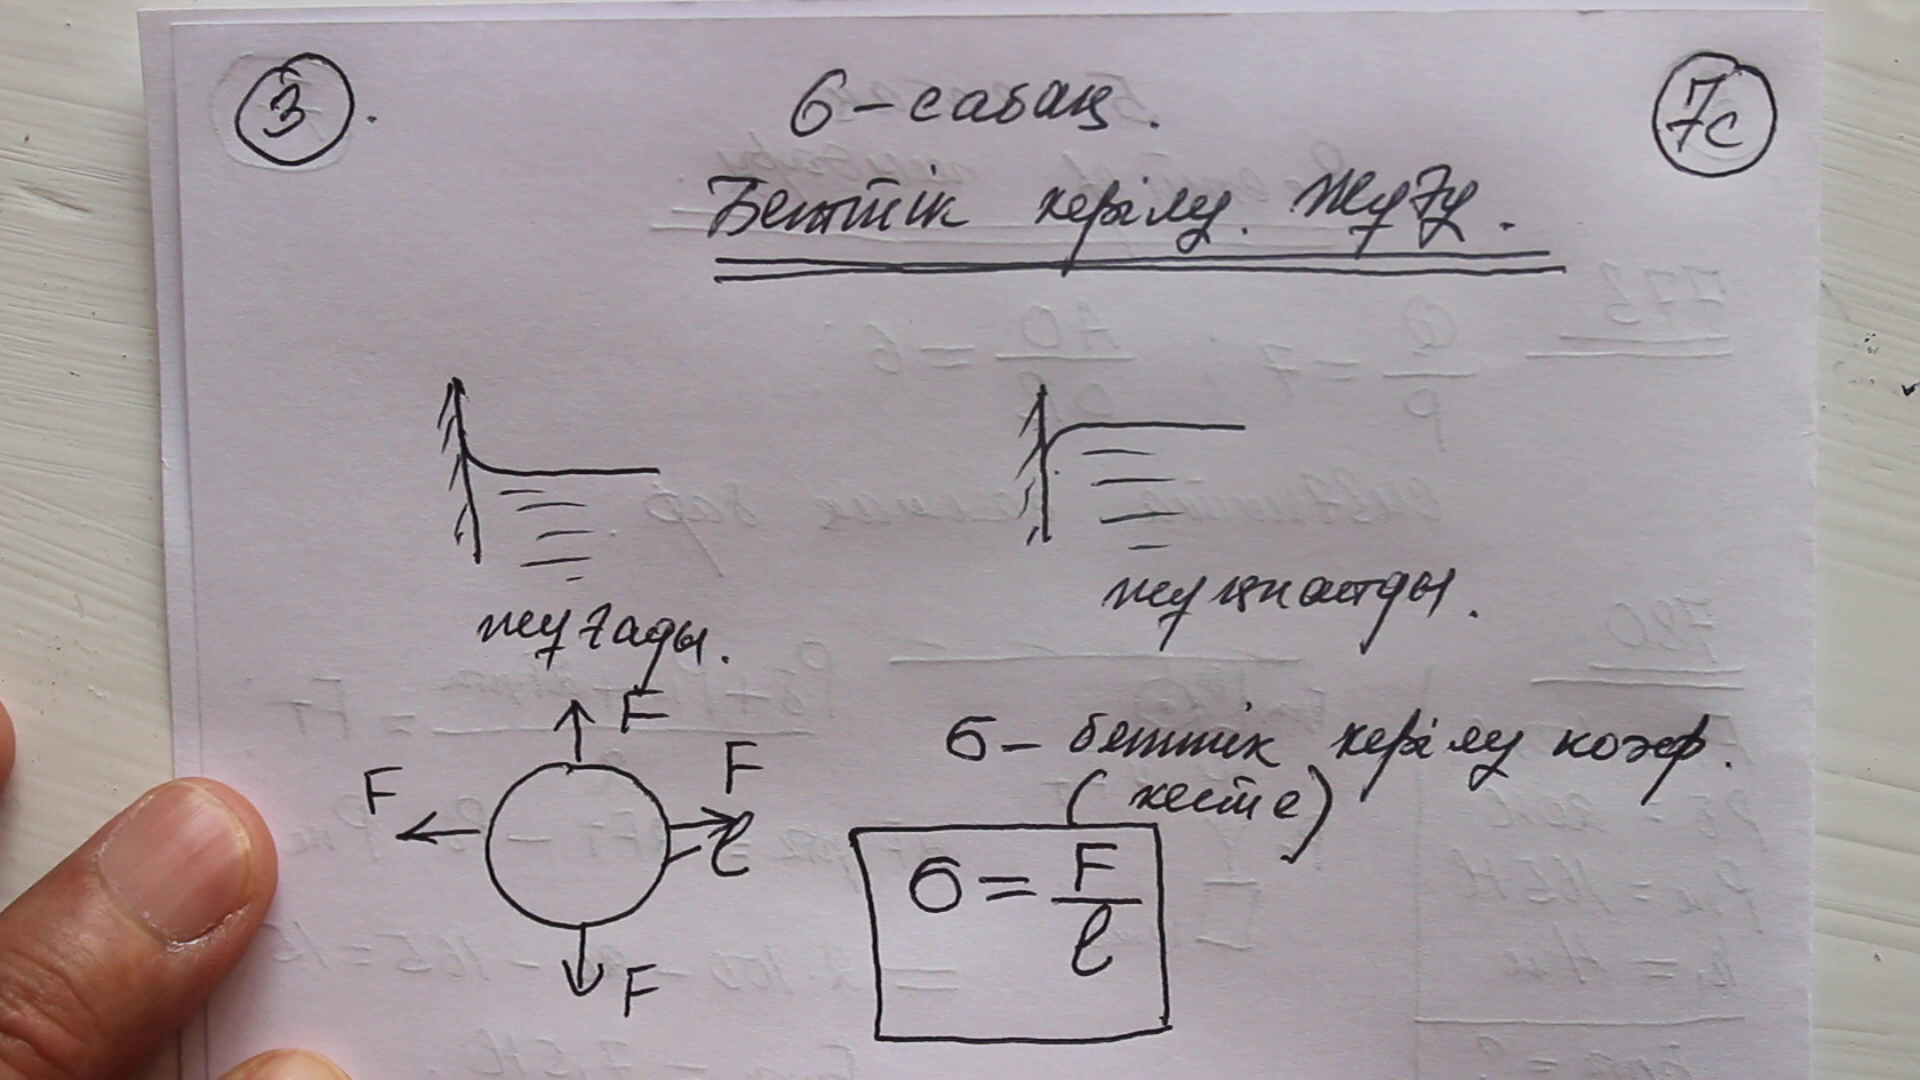 3.
6-сабақ.
7с
Беттік керілу. Жұғу.
жұғады.
жұқпайды.
F
F
F
l
F
б - беттік керілу коэф.
(кесте)
б = F/l